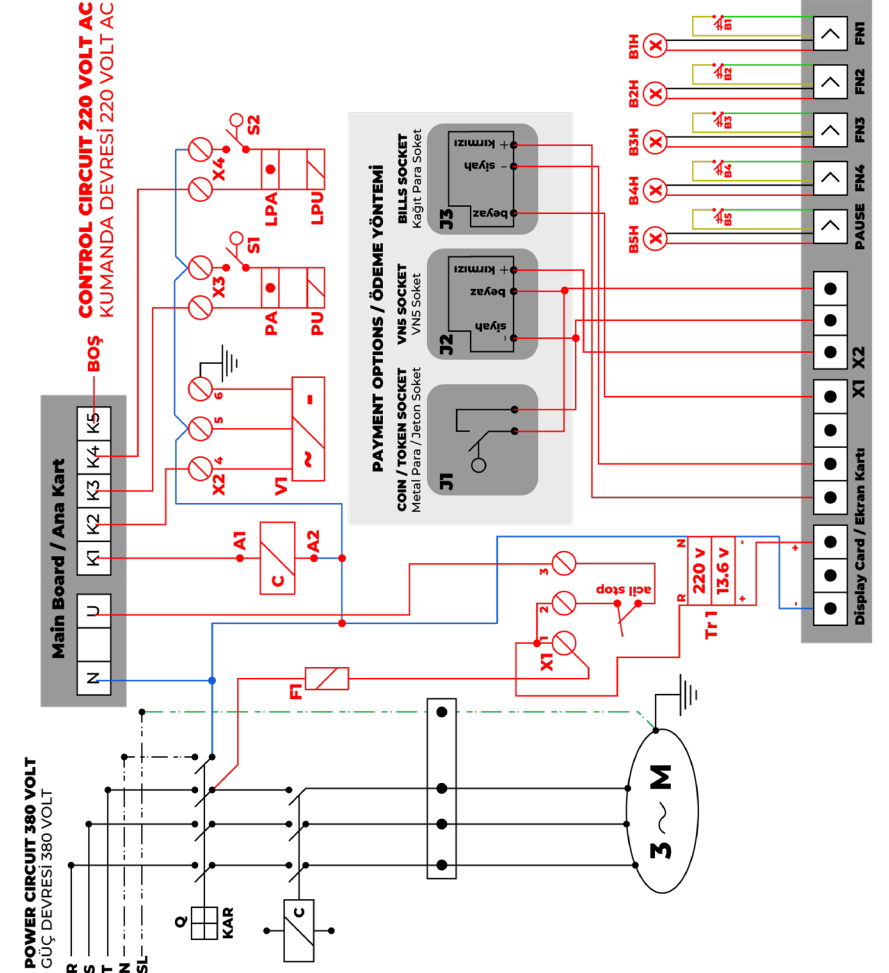 POWER CIRCUIT 380 VOLT
GÜÇ DEVRESİ 380 VOLT
R
S
T
N
SL
Q
KAR
C
3 ~ M
CONTROL CIRCUIT 220 VOLT AC
KUMANDA DEVRESİ 220 VOLT AC
Main Board / Ana Kart
N
U
K1
K2
K3
K4
K5
BOŞ
F1
A1
C
A2
X2
4
5
6
V1
~
-
X3
S1
PA
PU
X4
S2
LPA
LPU
X1
1
2
3
acil stop
R
N
220 v
13.6 v
+
-
Tr 1
PAYMENT OPTIONS / ÖDEME YÖNTEMİ
COIN / TOKEN SOCKET
Metal Para / Jeton Soket
J1
VN5 SOCKET
VN5 Soket
J2
siyah -
beyaz
kırmızı +
BILLS SOCKET
Kağıt Para Soket
J3
beyaz
siyah -
kırmızı +
Display Card / Ekran Kartı
-
+
X1
X2
B5H
X
#B5
PAUSE
B4H
X
#B4
FN4
B3H
X
#B3
FN3
B2H
X
#B2
FN2
B1H
X
#B1
FN1